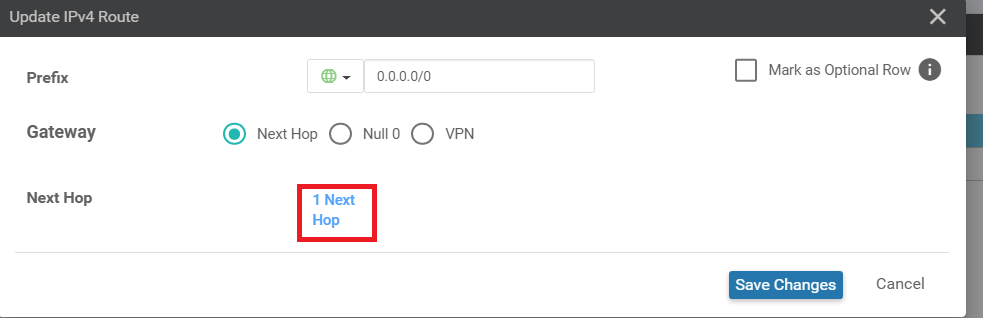 Update IPv4 Route
Prefix
0.0.0.0/0
Mark as Optional Row
Gateway
Next Hop
Null 0
VPN
Next Hop
1 Next
Hop
Save Changes
Cancel